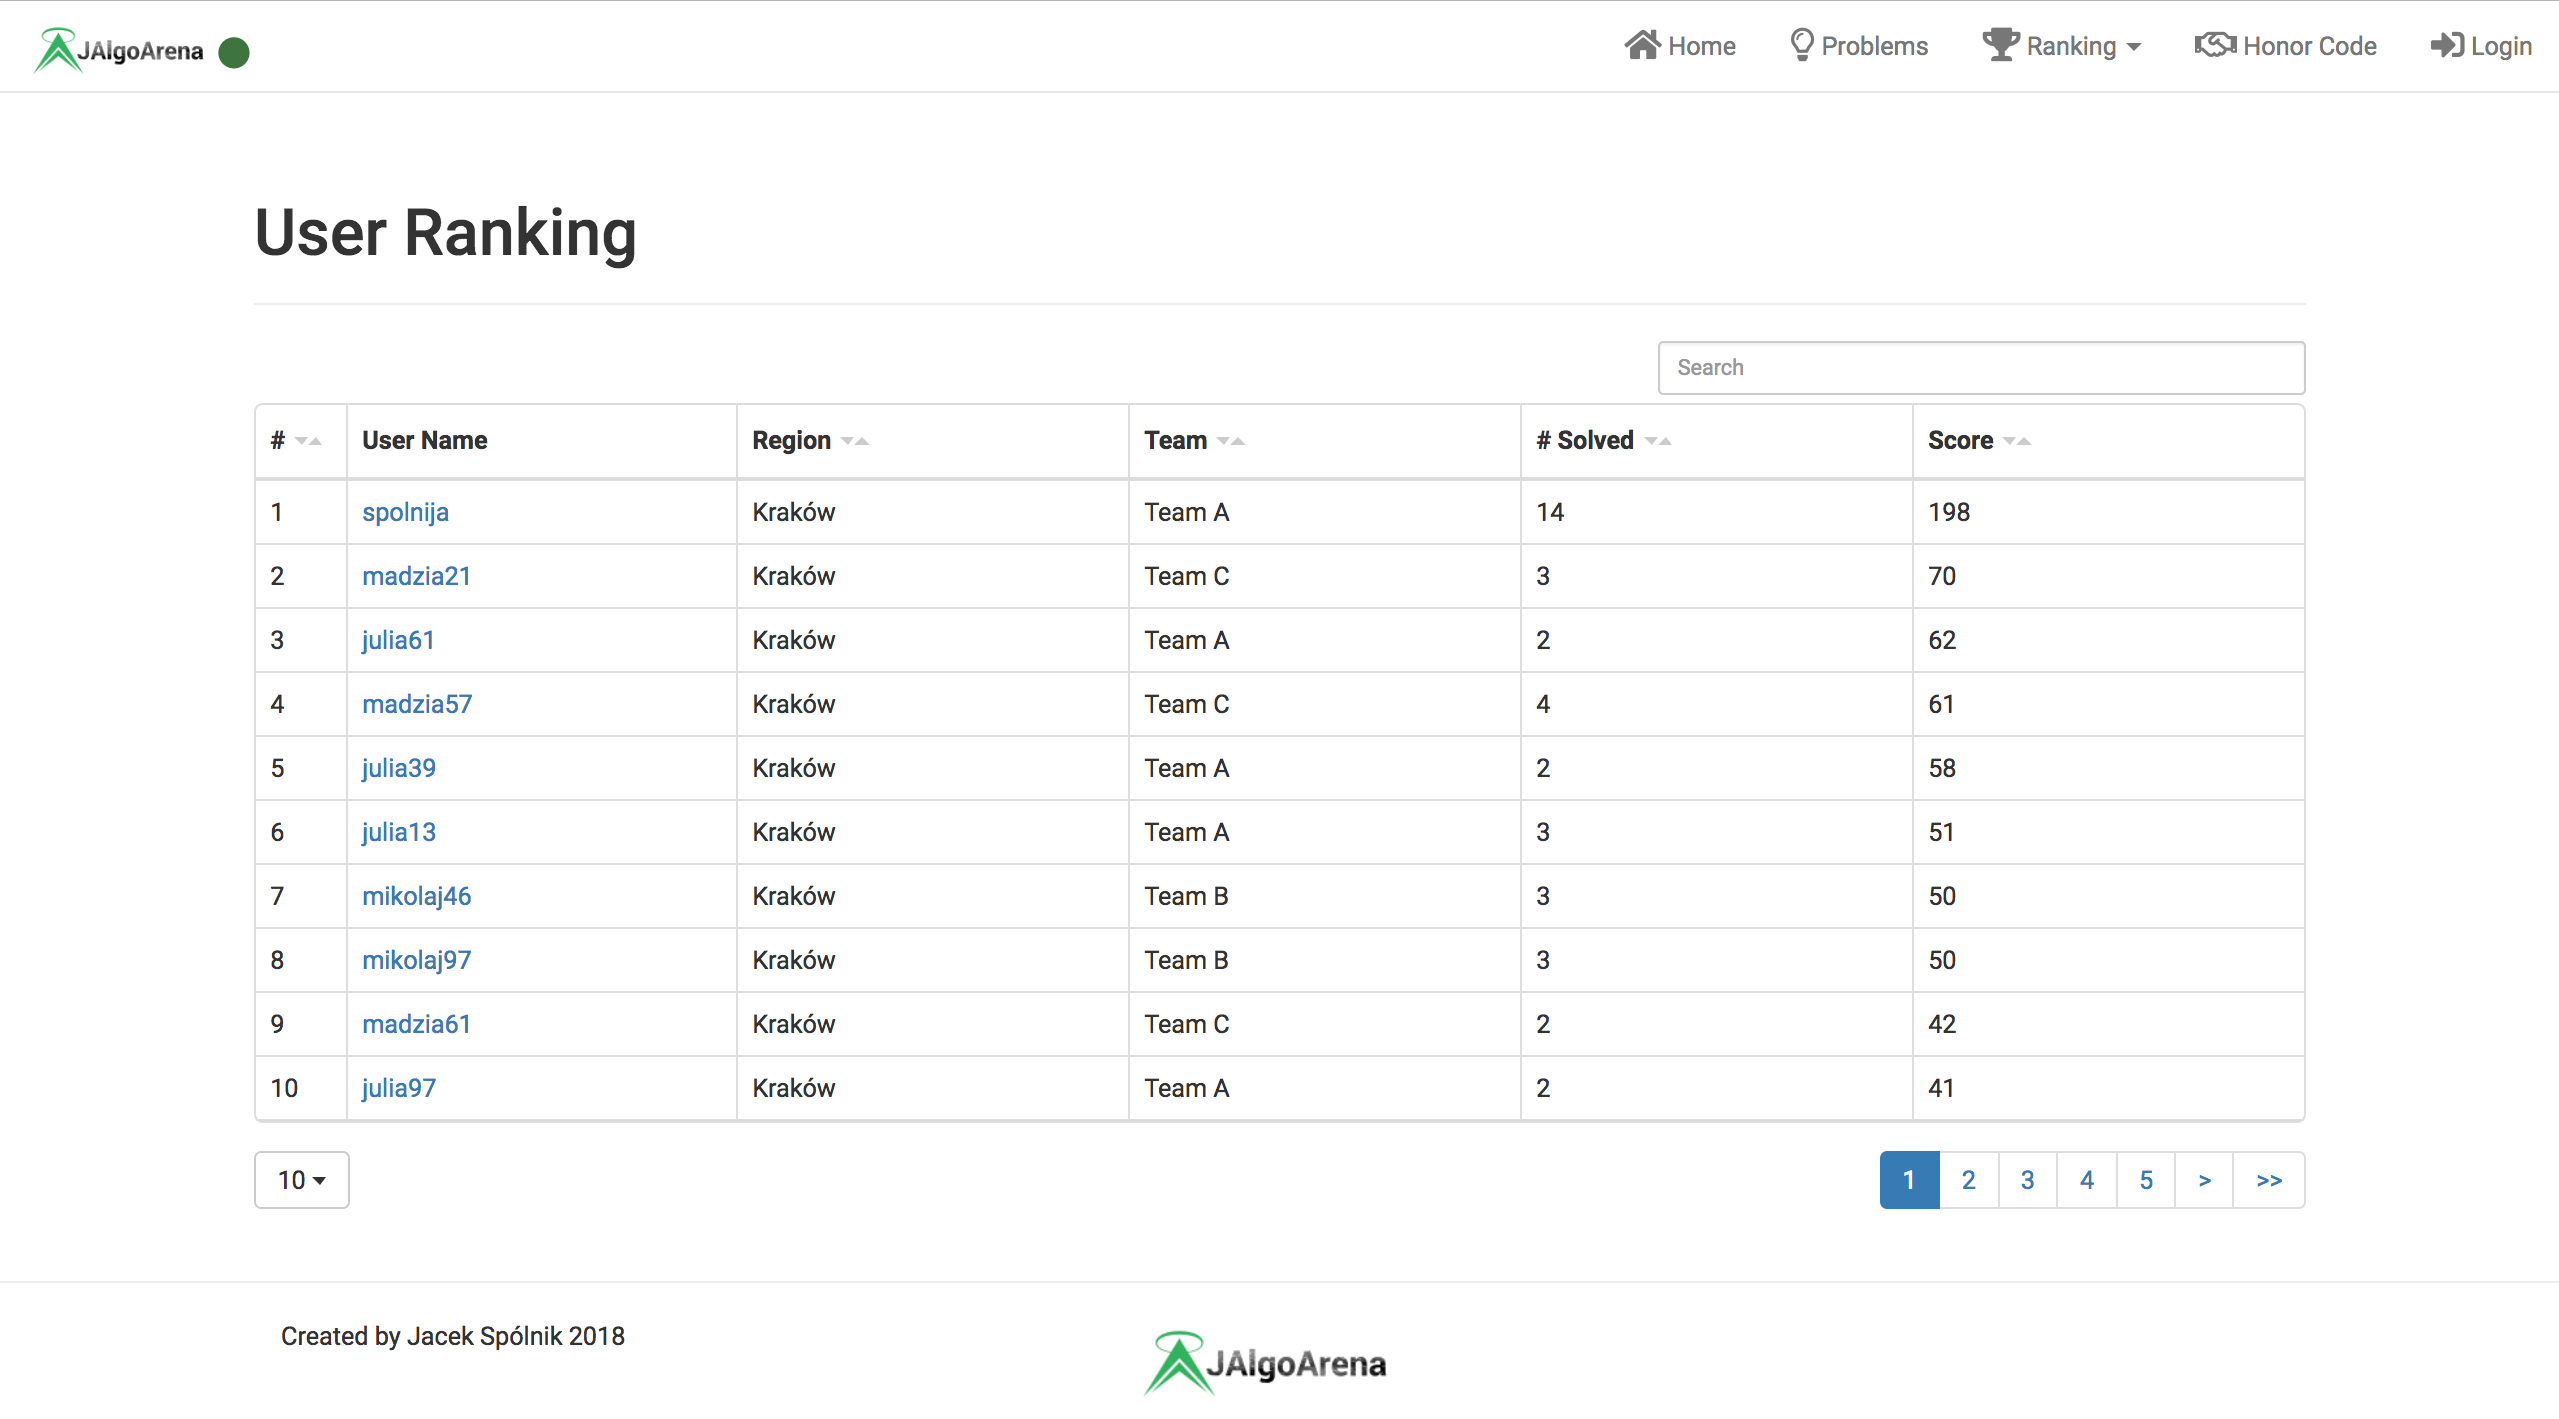 JAlgoArena Home Problems Ranking Honor Code Login
User Ranking
Search
# User Name Region Team # Solved Score
1 spolnija Kraków Team A 14 198
2 madzia21 Kraków Team C 3 70
3 julia61 Kraków Team A 2 62
4 madzia57 Kraków Team C 4 61
5 julia39 Kraków Team A 2 58
6 julia13 Kraków Team A 3 51
7 mikolaj46 Kraków Team B 3 50
8 mikolaj97 Kraków Team B 3 50
9 madzia61 Kraków Team C 2 42
10 julia97 Kraków Team A 2 41
10 1 2 3 4 5 > >>
Created by Jacek Spólnik 2018
JAlgoArena